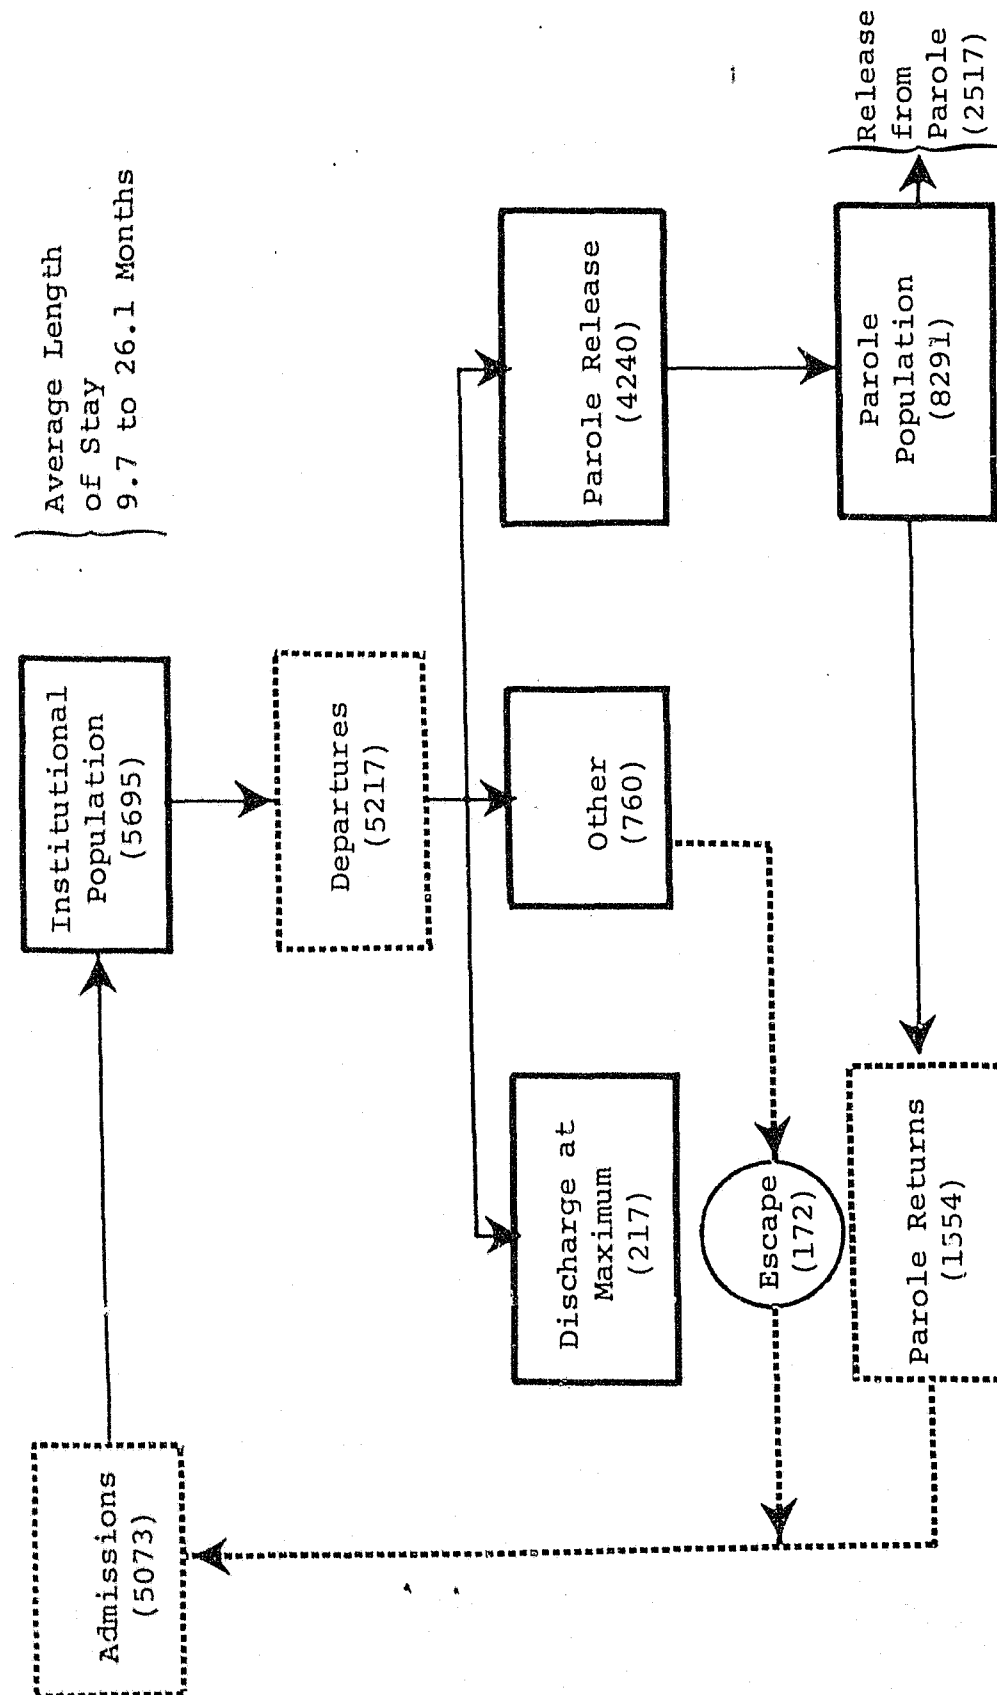 Admissions
(5073)
Institutional
Population
(5695)
Average Length
of Stay
9.7 to 26.1 Months
Departures
(5217)
Discharge at
Maximum
(217)
Other
(760)
Parole Release
(4240)
Escape
(172)
Parole Returns
(1554)
Parole
Population
(8291)
Release
from
Parole
(2517)